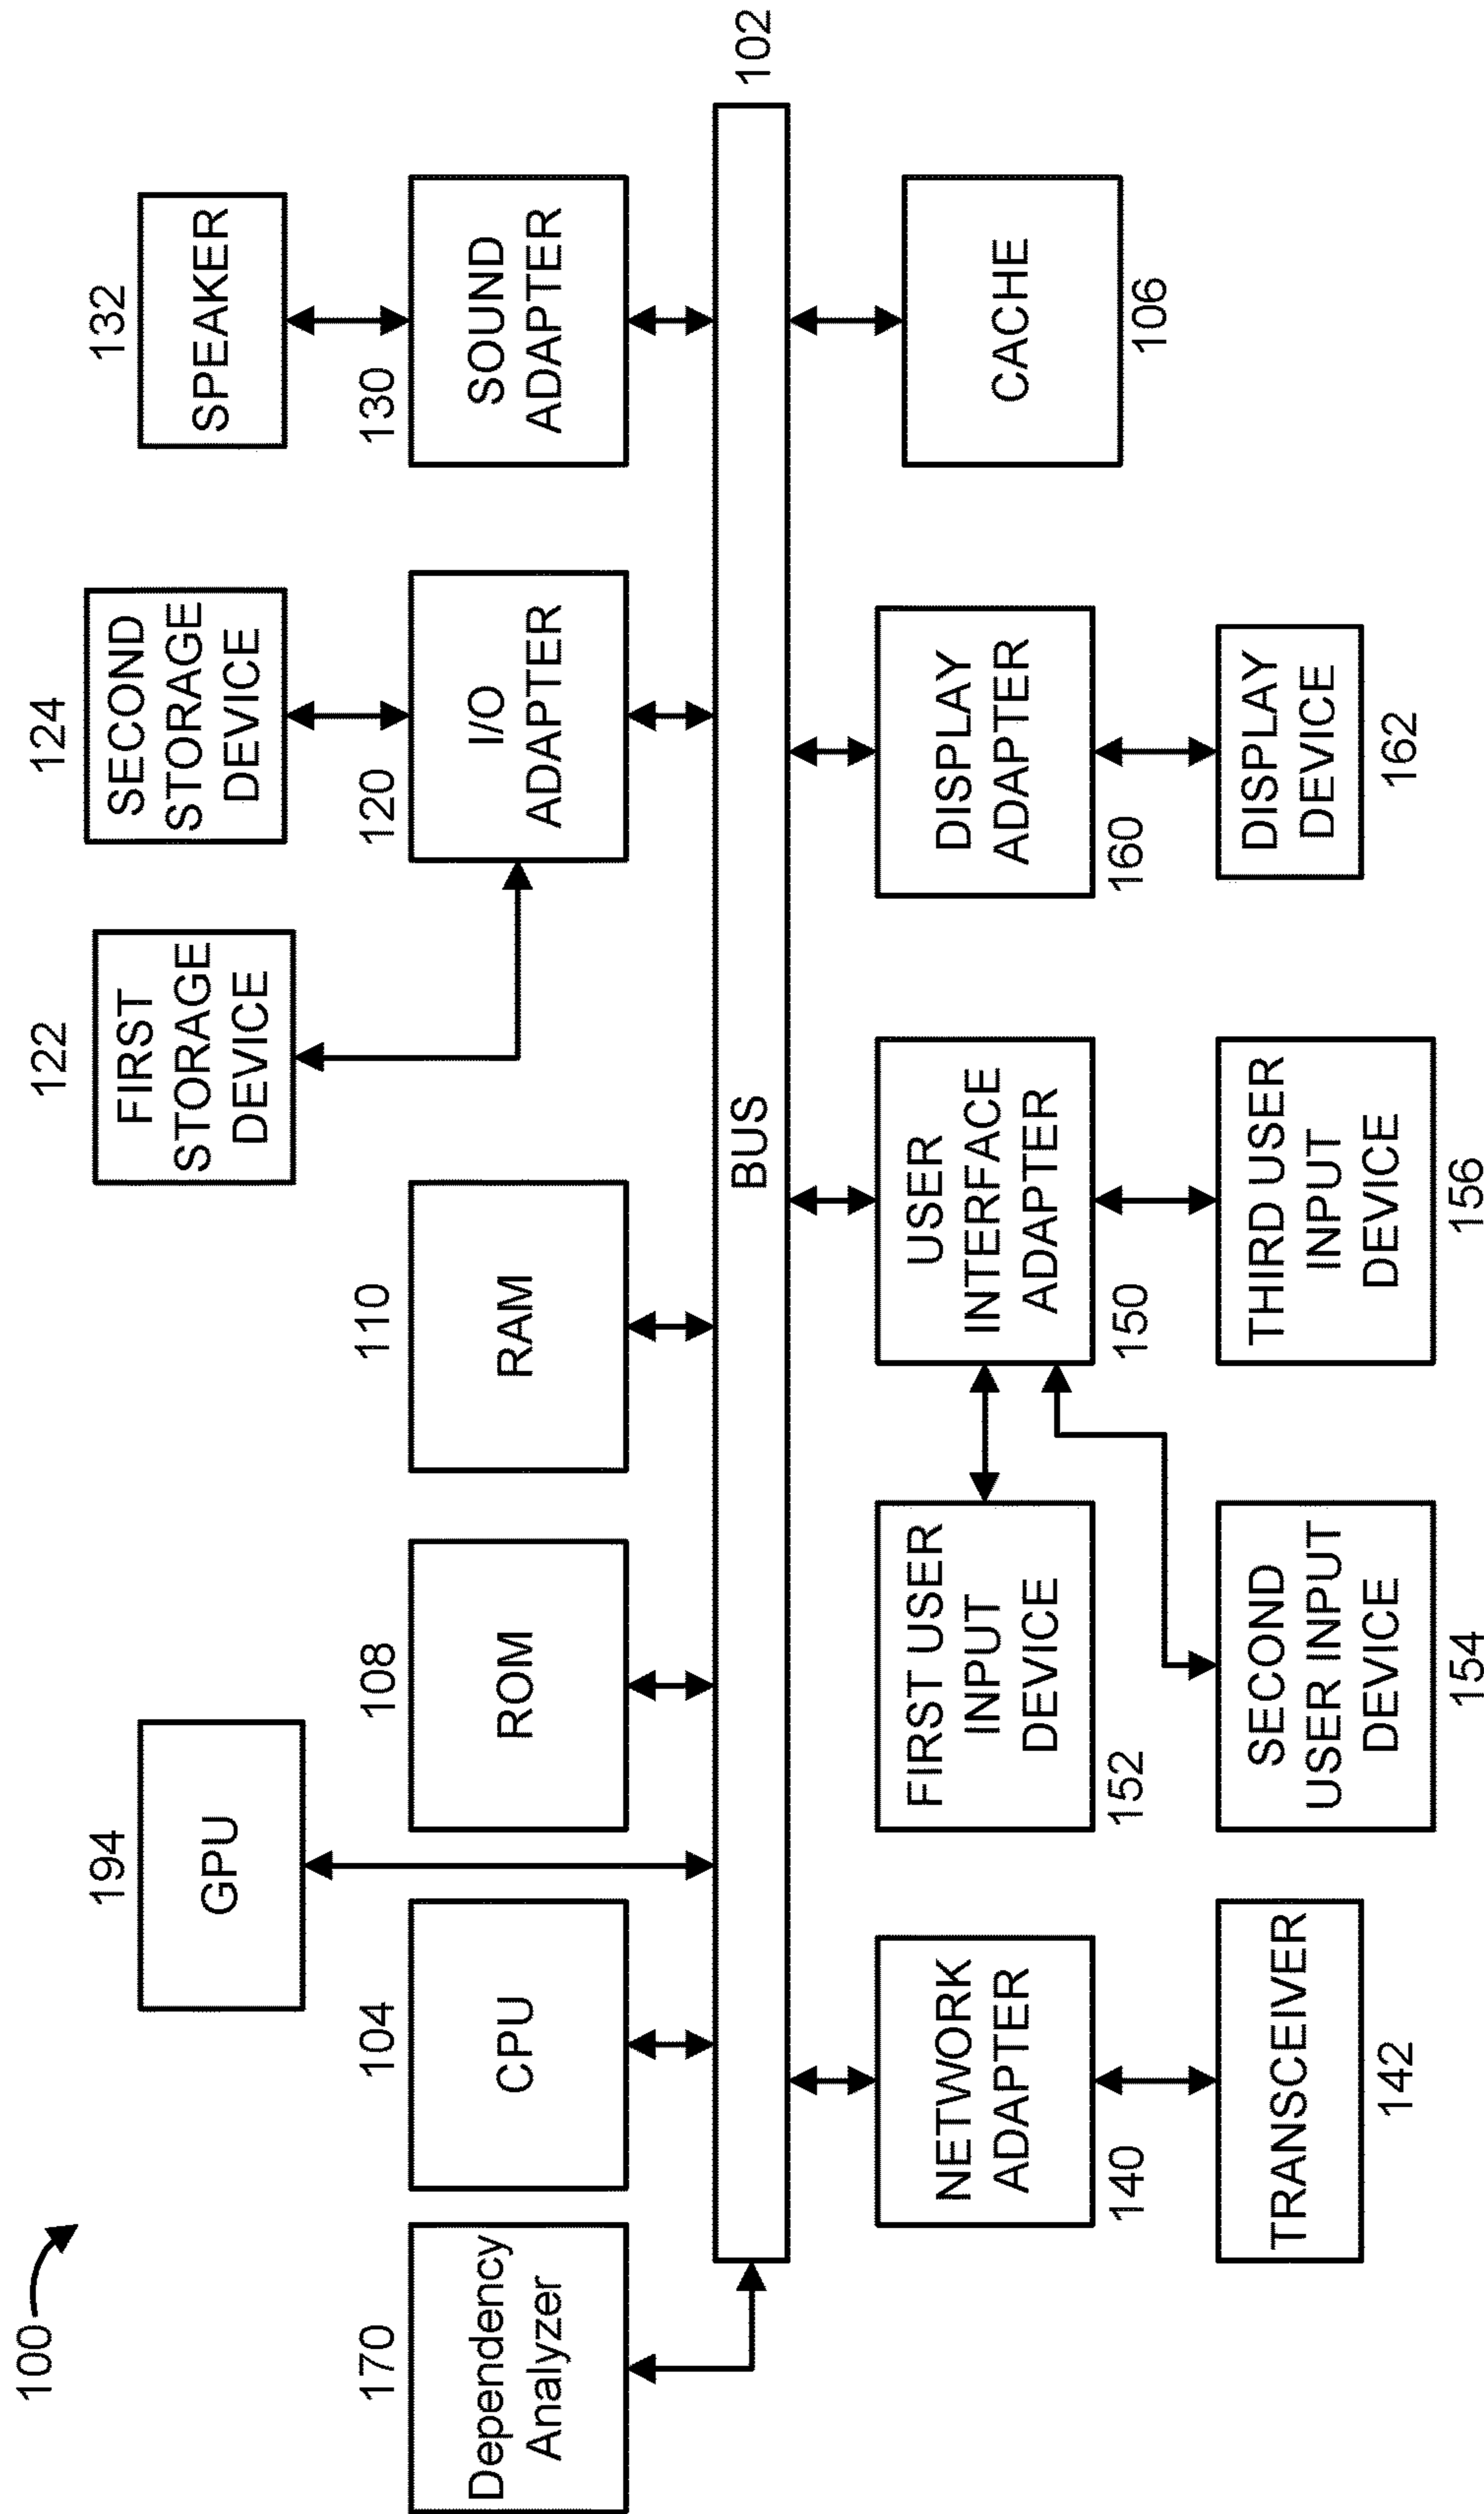 100
194
GPU
122
FIRST
STORAGE
DEVICE
124
SECOND
STORAGE
DEVICE
132
SPEAKER
170
Dependency
Analyzer
104
CPU
108
ROM
110
RAM
120
I/O
ADAPTER
130
SOUND
ADAPTER
BUS
102
NETWORK
ADAPTER
140
FIRST USER
INPUT
DEVICE
152
USER
INTERFACE
ADAPTER
150
DISPLAY
ADAPTER
160
CACHE
106
TRANSCEIVER
142
SECOND
USER INPUT
DEVICE
154
THIRD USER
INPUT
DEVICE
156
DISPLAY
DEVICE
162